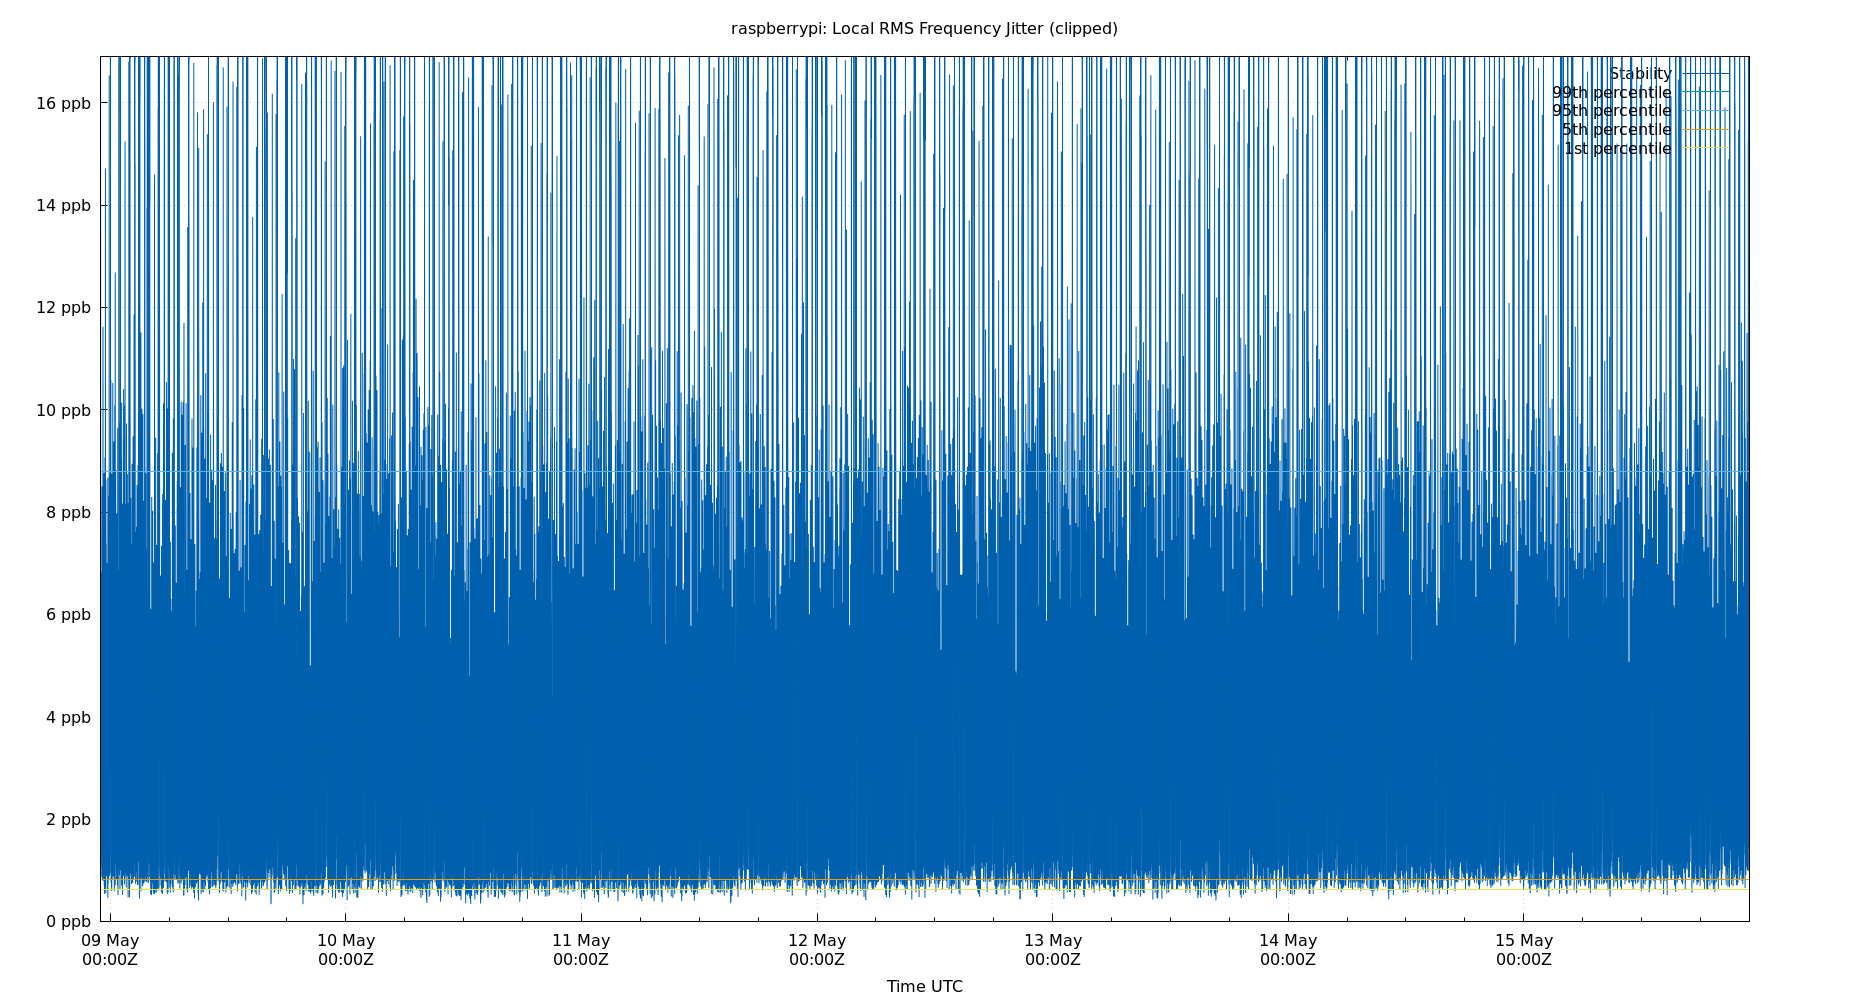 raspberrypi: Local RMS Frequency Jitter (clipped)
Stability
99th percentile
95th percentile
5th percentile
1st percentile
16 ppb
14 ppb
12 ppb
10 ppb
8 ppb
6 ppb
4 ppb
2 ppb
0 ppb
09 May 10 May 11 May 12 May 13 May 14 May 15 May
00:00Z 00:00Z 00:00Z 00:00Z 00:00Z 00:00Z 00:00Z
Time UTC